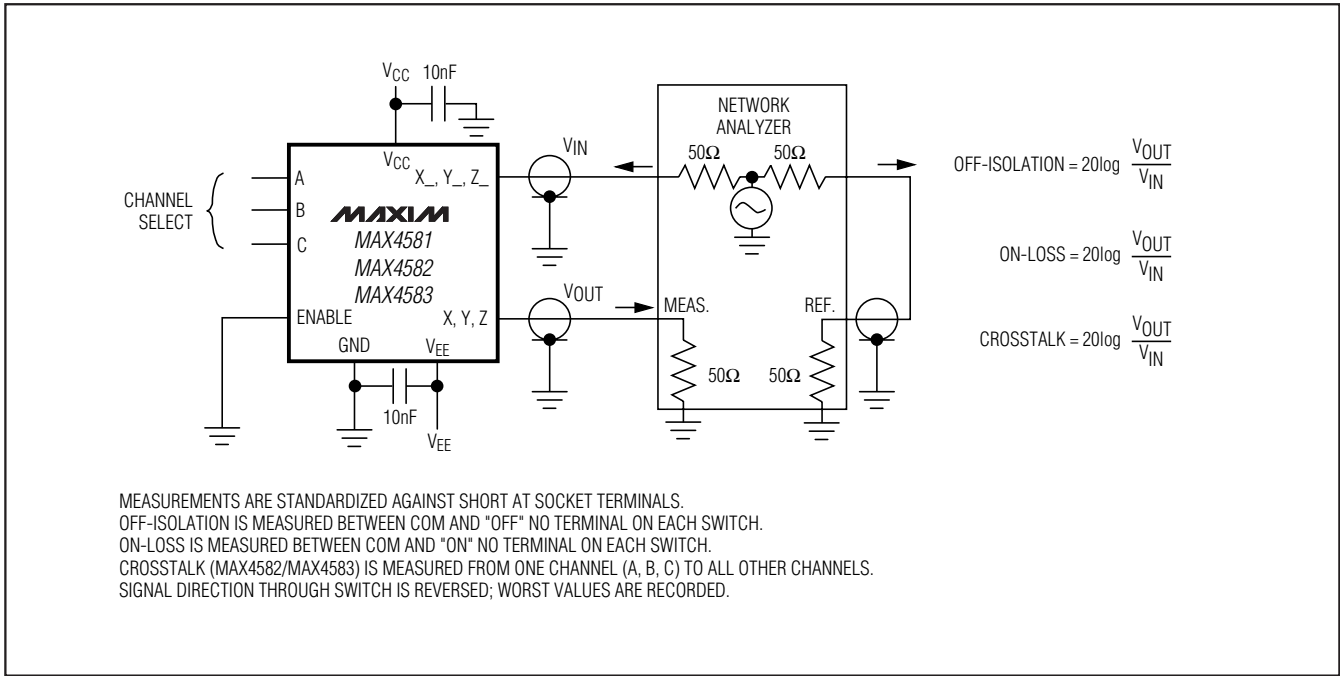 VCC 10nF
VCC
CHANNEL
SELECT
A
B
C
ENABLE
MAXIM
MAX4581
MAX4582
MAX4583
X_, Y_, Z_
X, Y, Z
GND
VEE
10nF
VEE
VIN
VOUT
NETWORK
ANALYZER
50Ω 50Ω
MEAS. REF.
50Ω 50Ω
OFF-ISOLATION = 20log VOUT
VIN
ON-LOSS = 20log VOUT
VIN
CROSSTALK = 20log VOUT
VIN
MEASUREMENTS ARE STANDARDIZED AGAINST SHORT AT SOCKET TERMINALS.
OFF-ISOLATION IS MEASURED BETWEEN COM AND "OFF" NO TERMINAL ON EACH SWITCH.
ON-LOSS IS MEASURED BETWEEN COM AND "ON" NO TERMINAL ON EACH SWITCH.
CROSSTALK (MAX4582/MAX4583) IS MEASURED FROM ONE CHANNEL (A, B, C) TO ALL OTHER CHANNELS.
SIGNAL DIRECTION THROUGH SWITCH IS REVERSED; WORST VALUES ARE RECORDED.